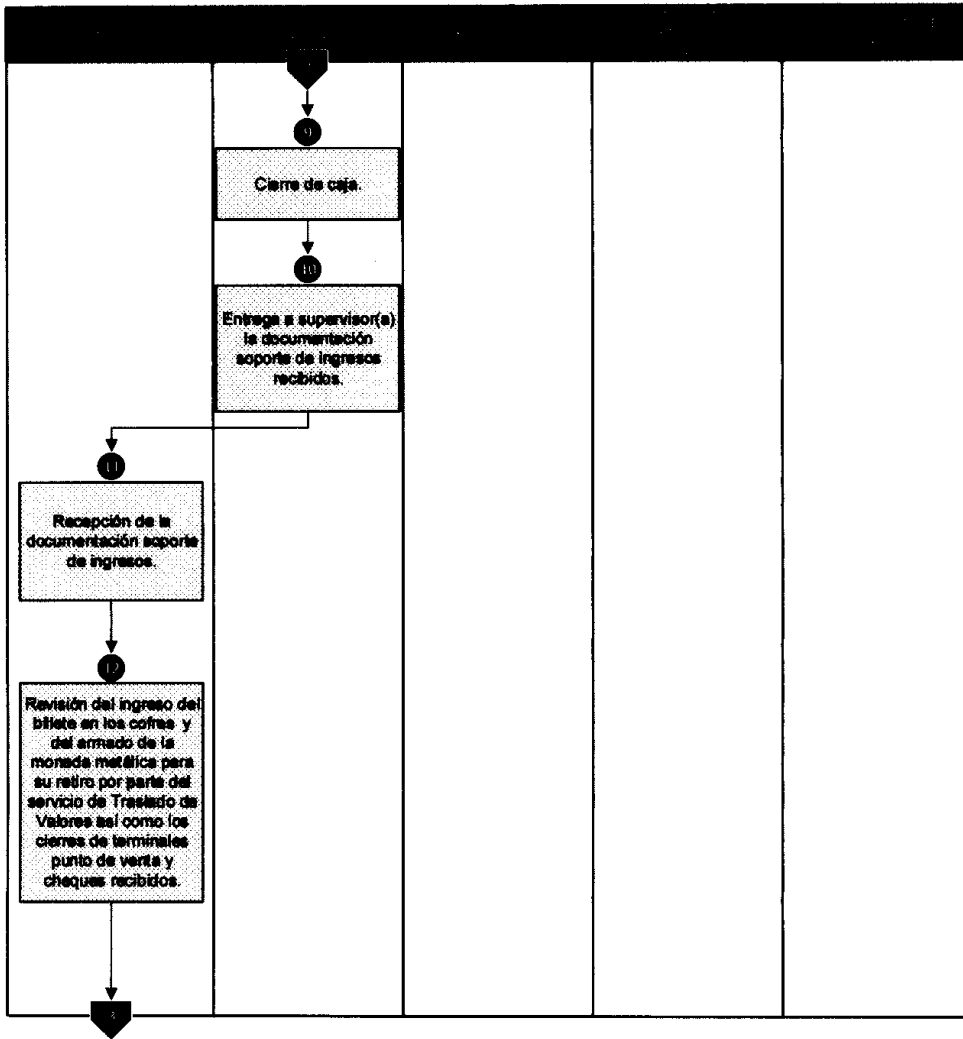 9
Cierre de caja.
10
Entrega a supervisor(a)
la documentación
soporte de ingresos
recibidos.
11
Recepción de la
documentación soporte
de ingresos.
12
Revisión del ingreso del
billete en los cofres y
del armado de la
moneda metálica para
su retiro por parte del
servicio de Traslado de
Valores así como los
cierres de terminales
punto de venta y
cheques recibidos.